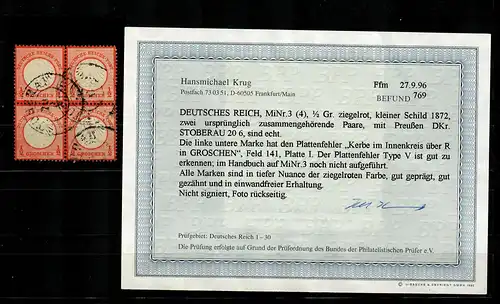 Hansmichael Krug
Postfach 73 03 51, D-60505 Frankfurt/Main
Ffm 27.9.96
BEFUND 769
DEUTSCHES REICH, MiNr.3 (4), ½ Gr. ziegelrot, kleiner Schild 1872,
zwei ursprünglich zusammengehörende Paare, mit Preußen DKr.
STOBERAU 20 6, sind echt.
Die linke untere Marke hat den Plattenfehler „Kerbe im Innenkreis über R
in GROSCHEN", Feld 141, Platte I. Der Plattenfehler Type V ist gut zu
erkennen; im Handbuch auf MiNr.3 noch nicht aufgeführt.
Alle Marken sind in tiefer Nuance der ziegelroten Farbe, gut geprägt, gut
gezähnt und in einwandfreier Erhaltung.
Nicht signiert, Foto rückseitig.
Prüfgebiet: Deutsches Reich 1 - 30
Die Prüfung erfolgte auf Grund der Prüfordnung des Bundes der Philatelistischen Prüfer e.V.